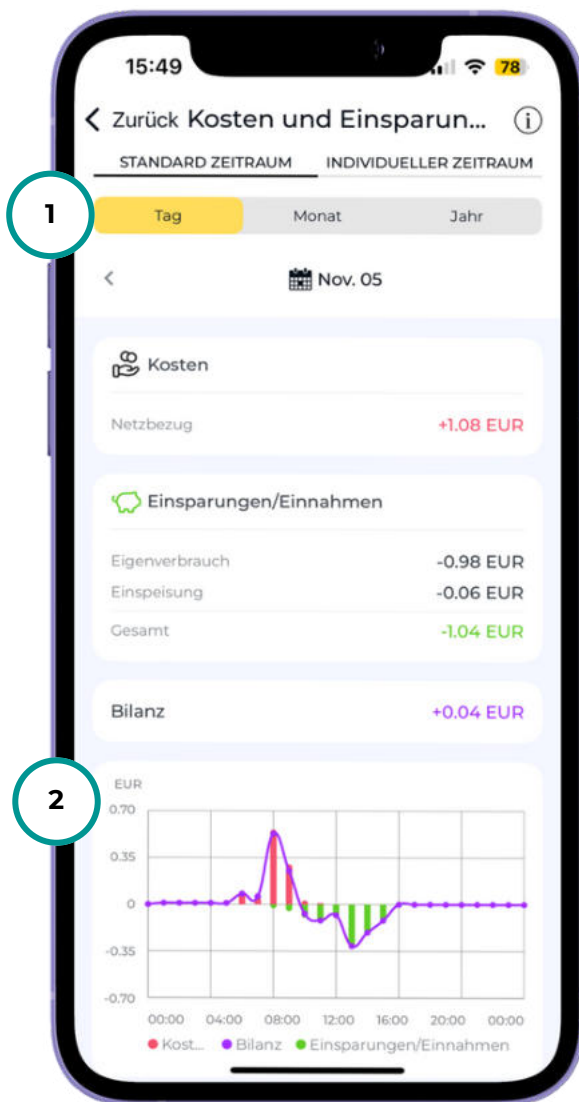 15:49 78
Zurück Kosten und Einsparun...
STANDARD ZEITRAUM INDIVIDUELLER ZEITRAUM
1
Tag Monat Jahr
Nov. 05
Kosten
Netzbezug +1.08 EUR
Einsparungen/Einnahmen
Eigenverbrauch -0.98 EUR
Einspeisung -0.06 EUR
Gesamt -1.04 EUR
Bilanz +0.04 EUR
2
EUR
0.70
0.35
0
-0.35
-0.70
00:00 04:00 08:00 12:00 16:00 20:00 00:00
Kost... Bilanz Einsparungen/Einnahmen